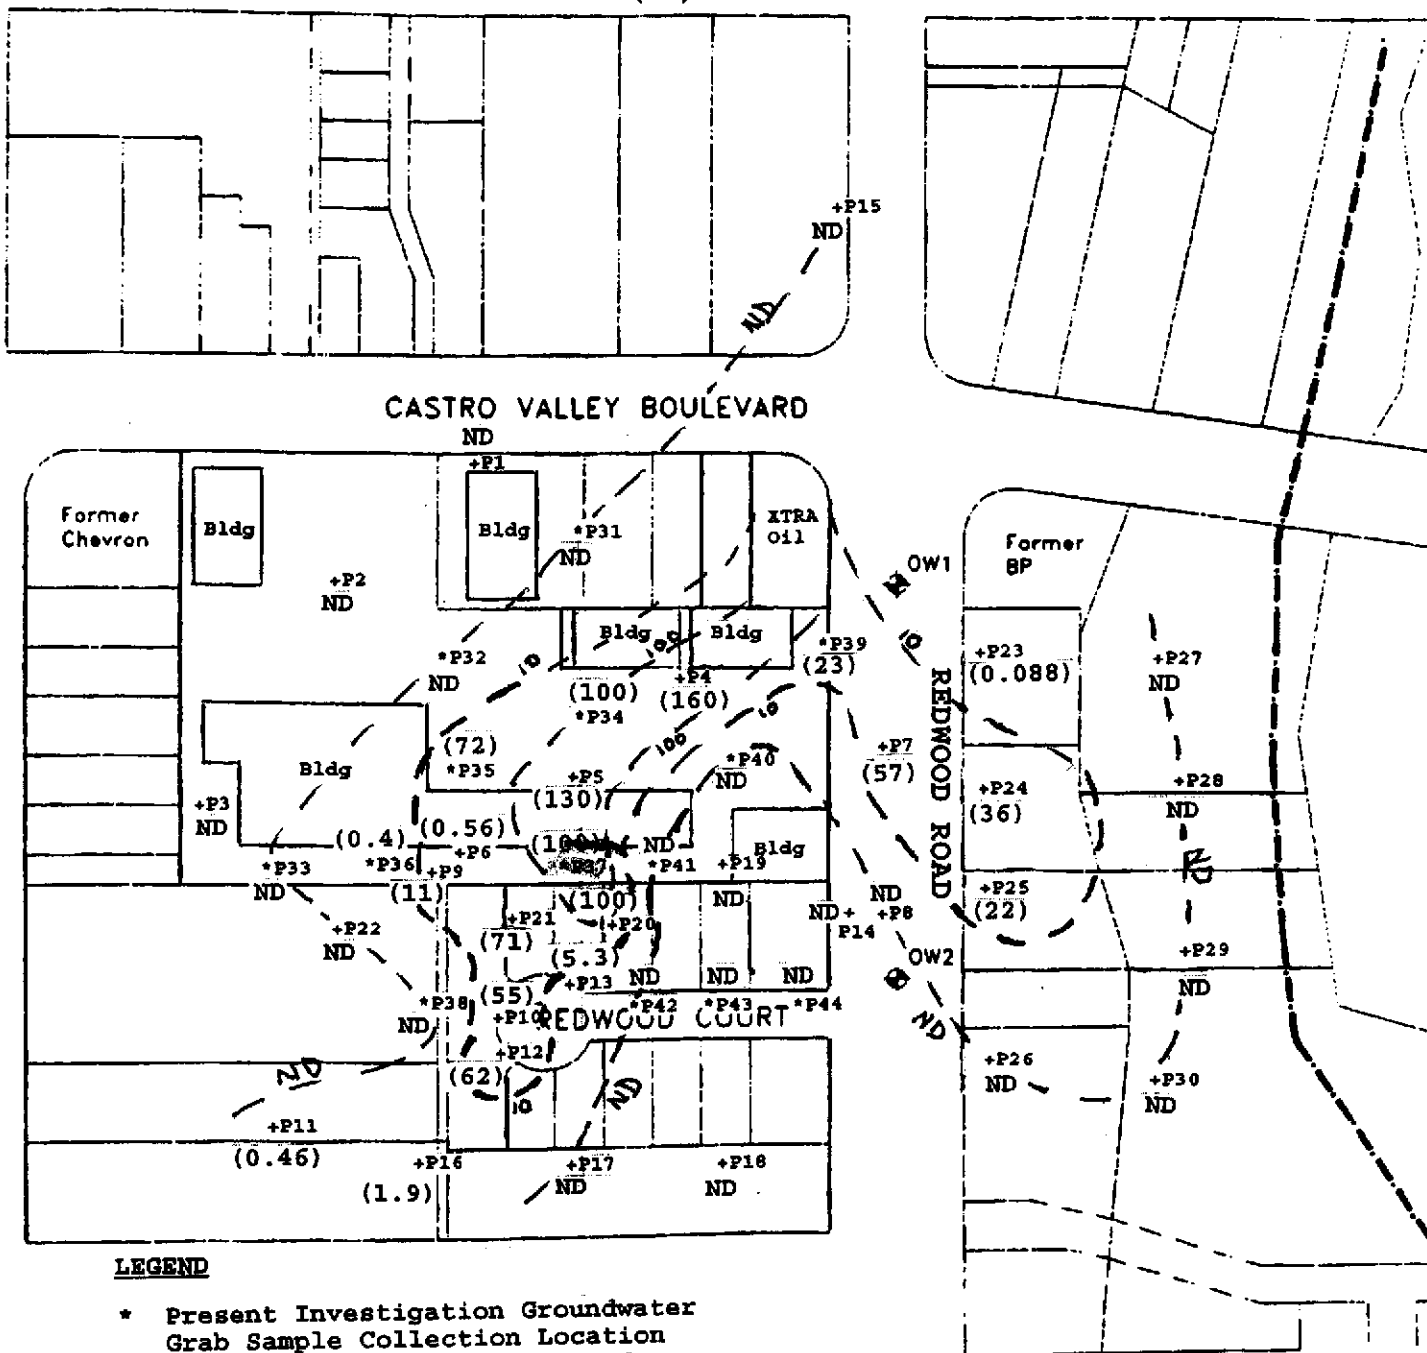 +P15
ND
ND
CASTRO VALLEY BOULEVARD
ND
+P1
Former
Chevron
Bldg
Bldg
*P31
ND
XTRA
Oil
OW1
Former
BP
+P2
ND
Bldg
Bldg
100
10
*P39
(23)
10
+P23
(0.088)
+P27
ND
*P32
ND
(100)
*P34
+P4
(160)
10
100
REDWOOD ROAD
(72)
*P35
Bldg
+P5
(130)
*P40
ND
+P7
(57)
+P24
(36)
+P28
ND
+P3
ND
(0.4)
(0.56)
+P6
ND
*P41
Bldg
+P19
ND
ND
*P33
ND
*P36
+P9
(11)
(100)
+P25
(22)
ND
+P8
ND+
P14
+P22
ND
+P21
(71)
+P20
(5.3)
+P13
OW2
+P29
ND
*P38
ND
(55)
+P10
ND
*P42
ND
*P43
ND
*P44
REDWOOD COURT
ND
+P12
(62)
10
ND
ND
+P26
ND
+P30
ND
+P11
(0.46)
+P16
(1.9)
+P17
ND
+P18
ND
LEGEND
* Present Investigation Groundwater
Grab Sample Collection Location